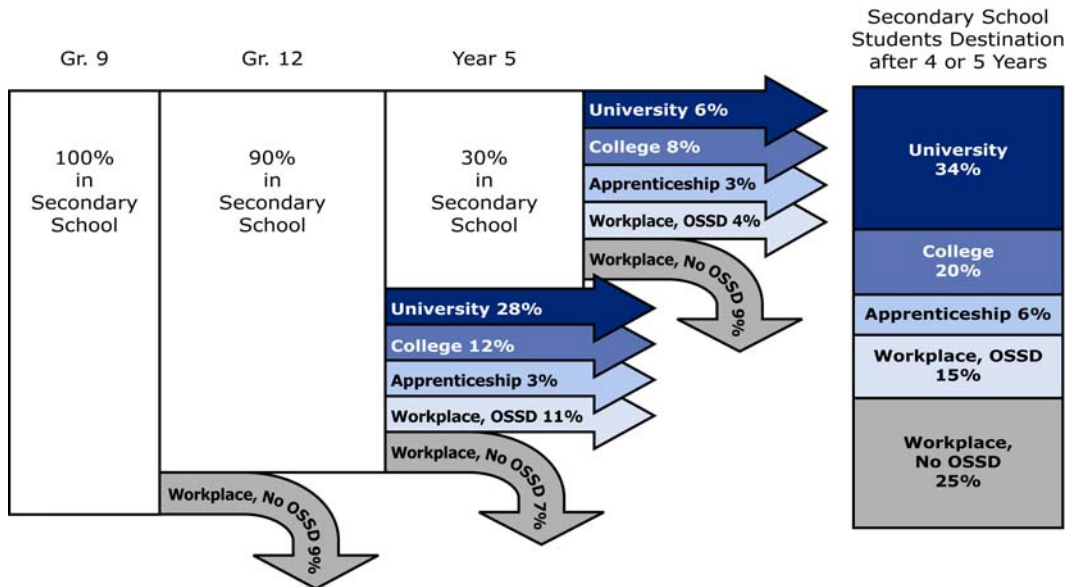 Gr. 9
Gr. 12
Year 5
Secondary School
Students Destination
after 4 or 5 Years
100%
in
Secondary
School
90%
in
Secondary
School
30%
in
Secondary
School
University 6%
College 8%
Apprenticeship 3%
Workplace, OSSD 4%
Workplace, No OSSD 9%
University 28%
College 12%
Apprenticeship 3%
Workplace, OSSD 11%
Workplace, No OSSD 7%
Workplace, No OSSD 9%
University
34%
College
20%
Apprenticeship 6%
Workplace, OSSD
15%
Workplace,
No OSSD
25%